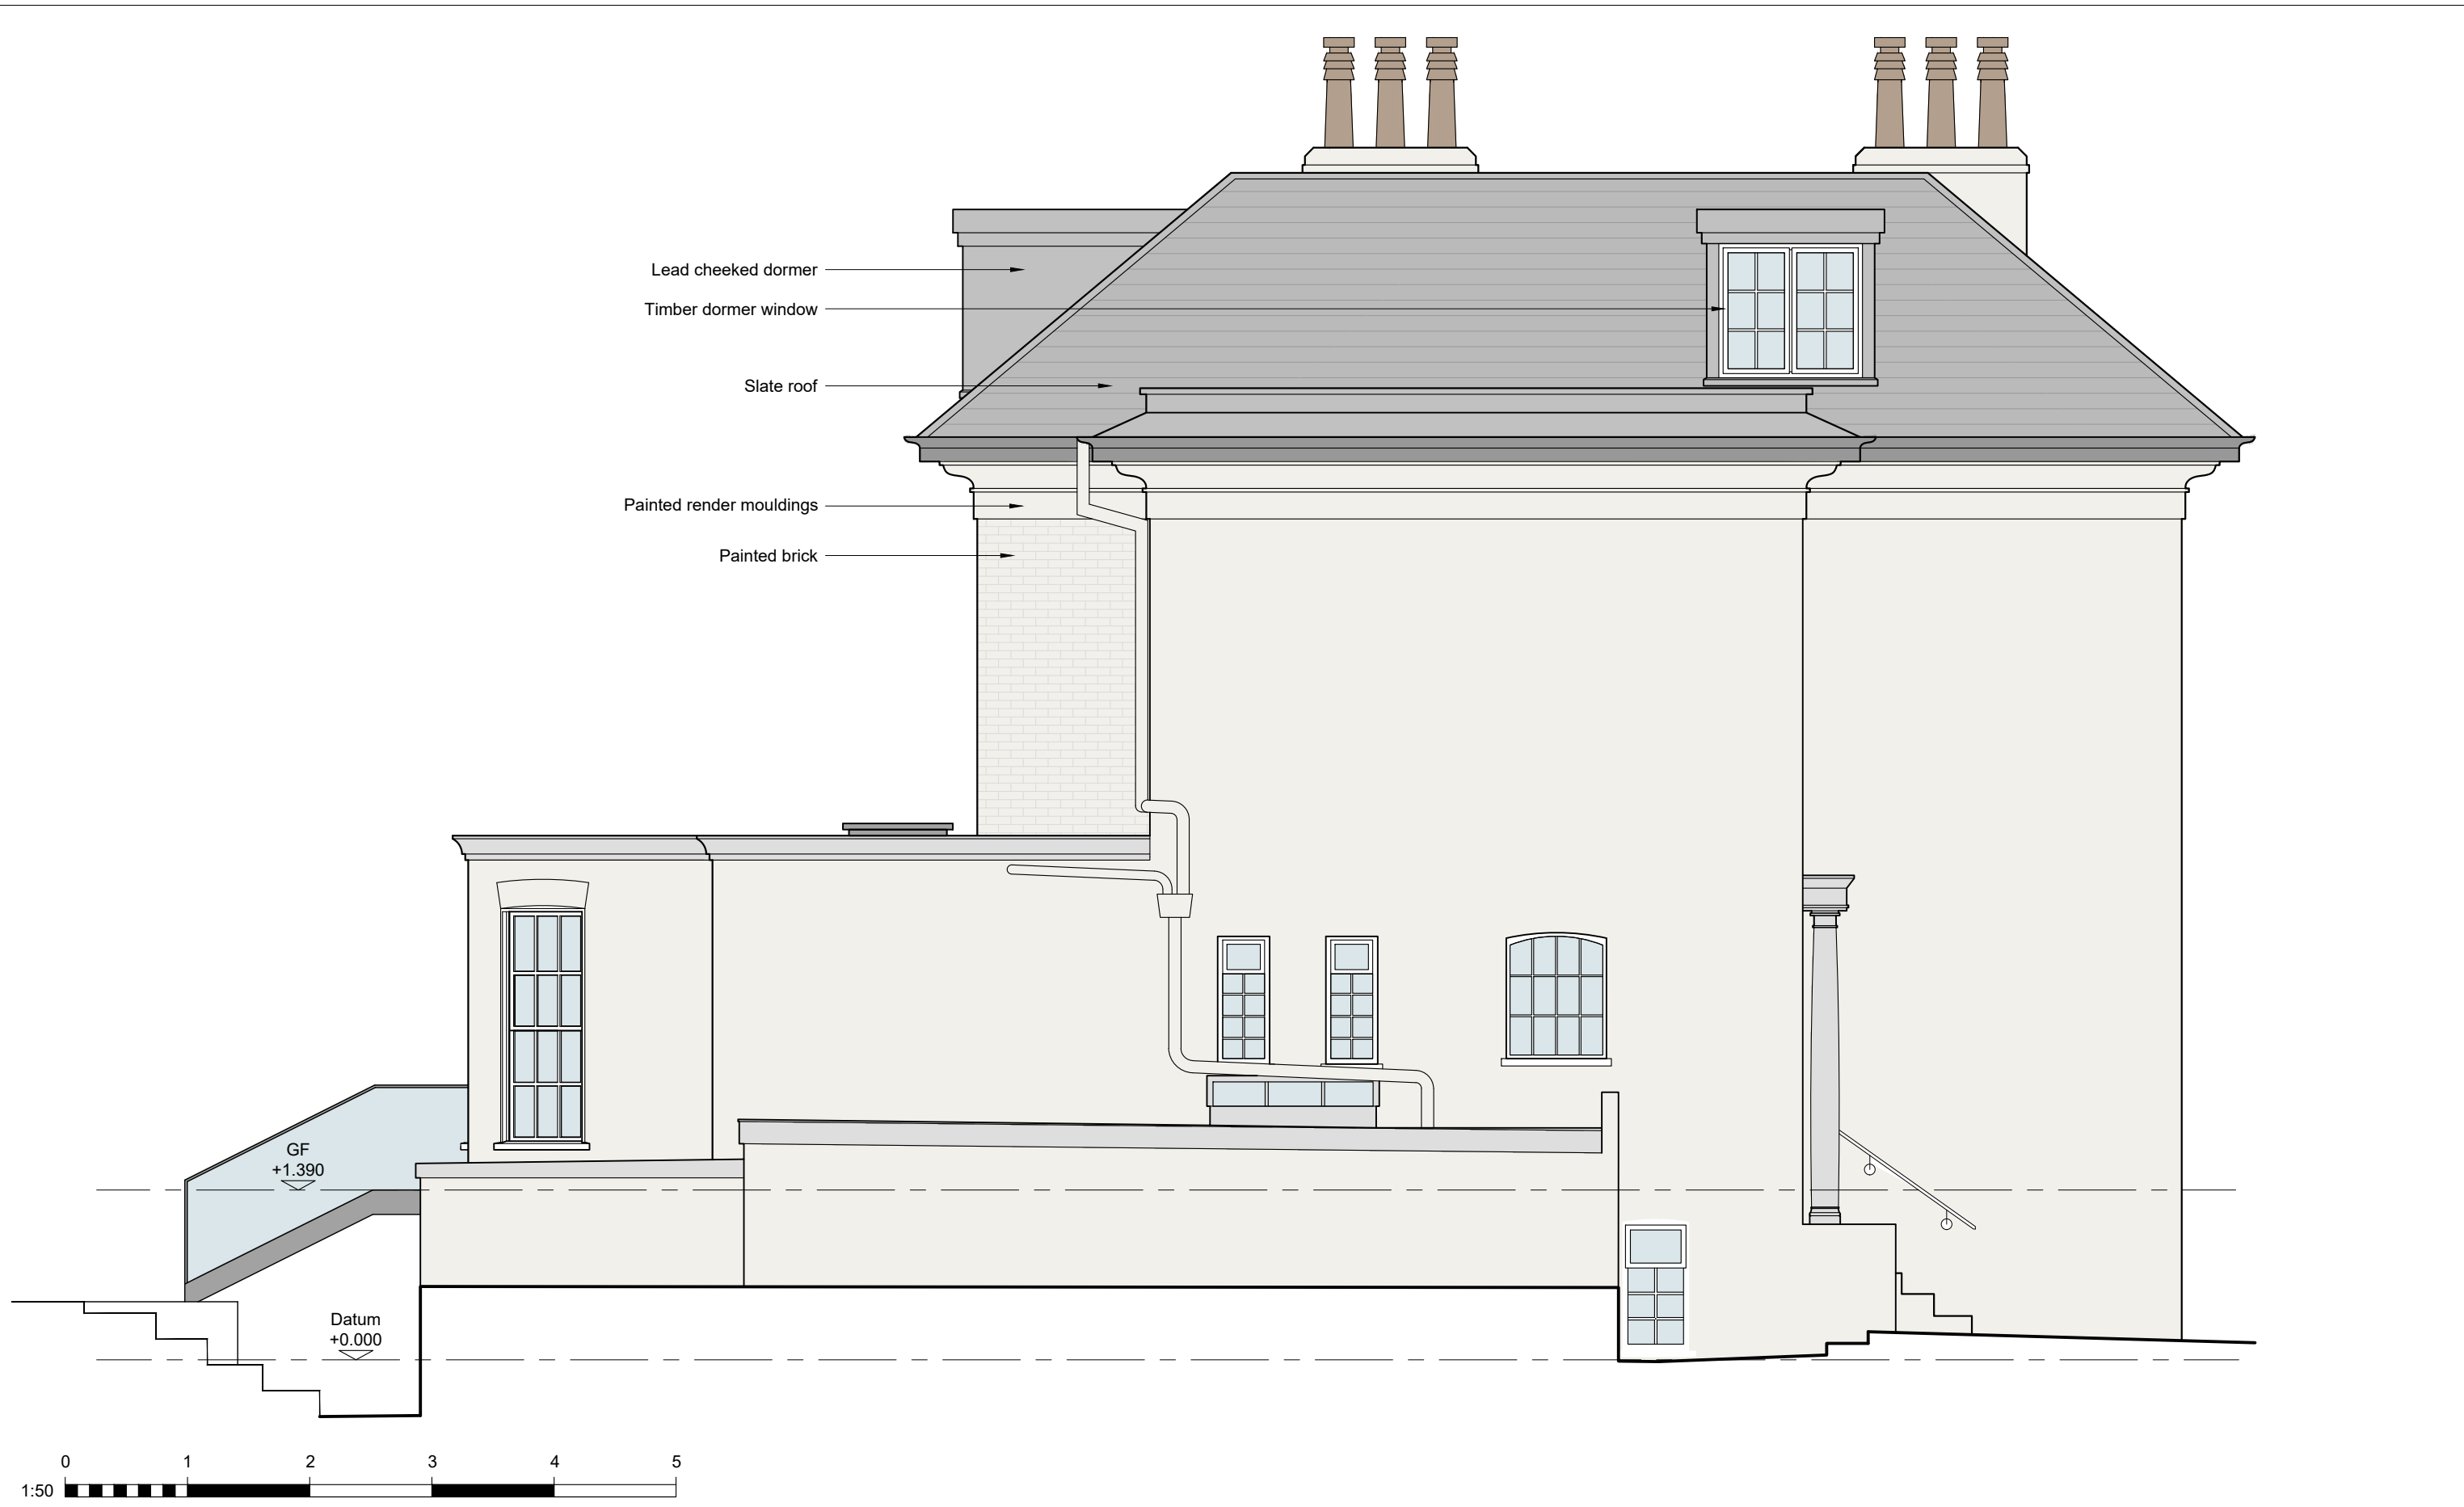 Lead cheeked dormer
Timber dormer window
Slate roof
Painted render mouldings
Painted brick
GF
+1.390
Datum
+0.000
0 1 2 3 4 5
1:50